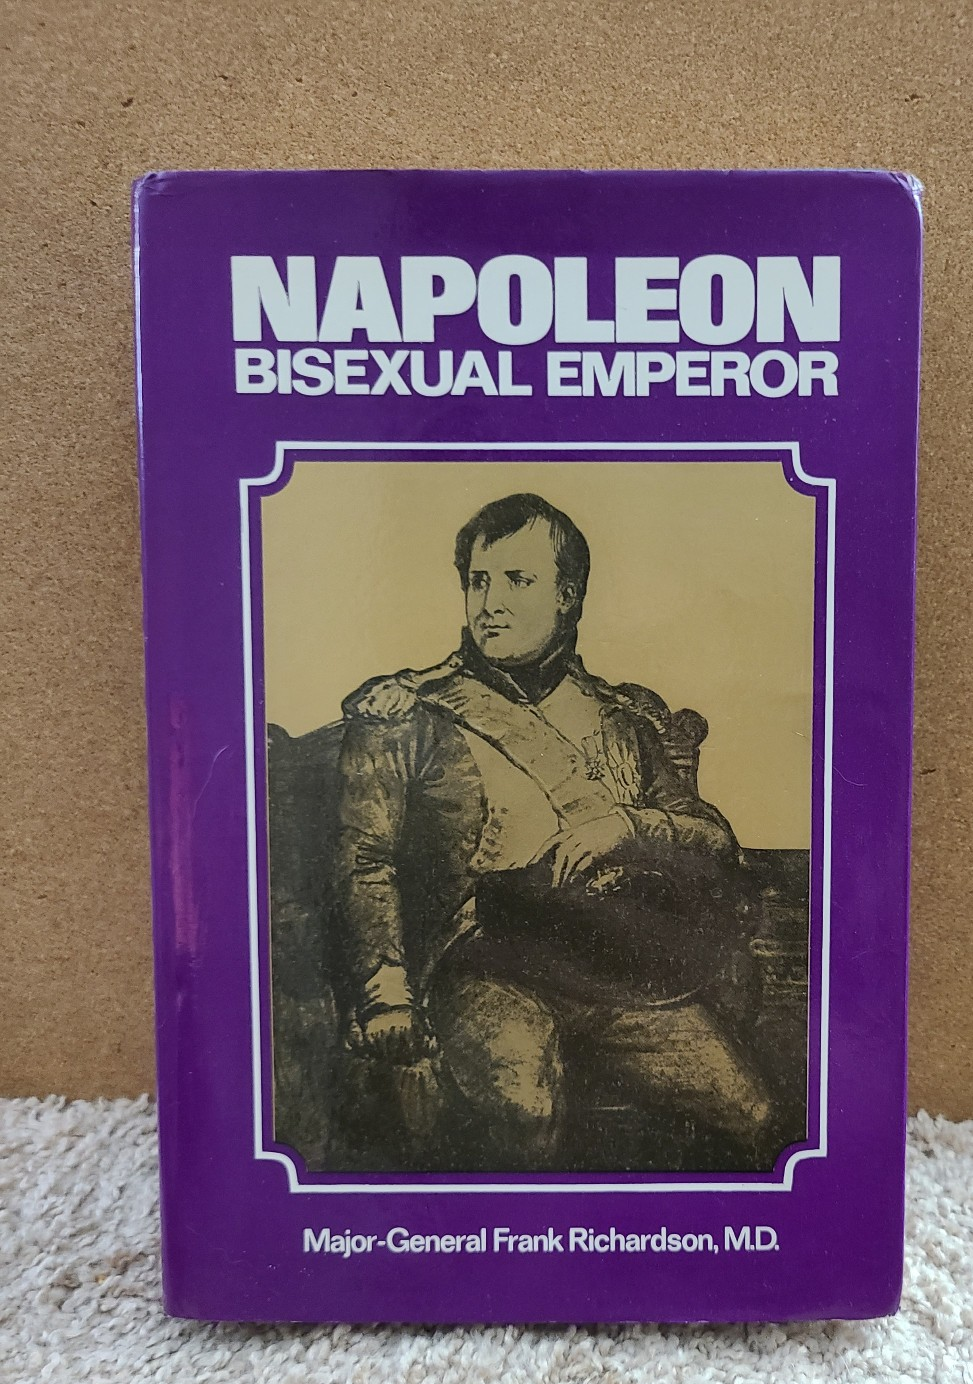 NAPOLEON
BISEXUAL EMPEROR
Major-General Frank Richardson, M.D.